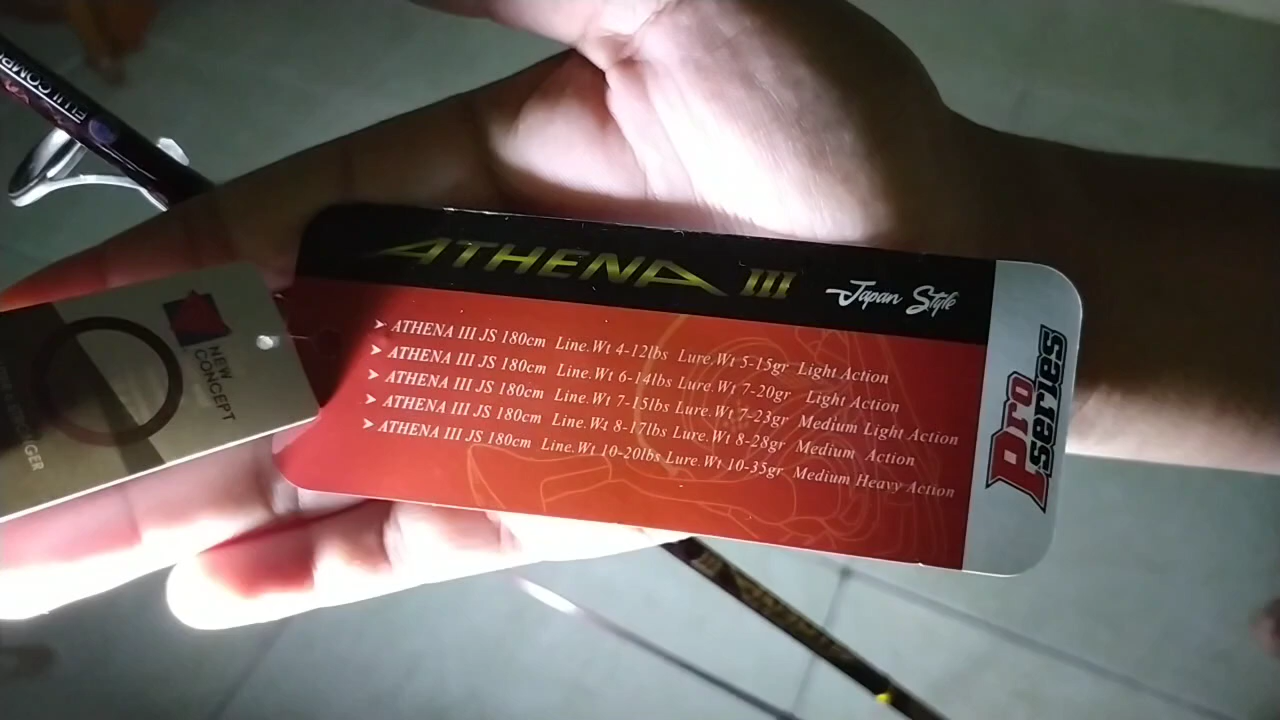 ATHENA III Japan Style
➤ ATHENA III JS 180cm Line.Wt 4-12lbs Lure.Wt 5-15gr Light Action
➤ ATHENA III JS 180cm Line.Wt 6-14lbs Lure.Wt 7-20gr Light Action
➤ ATHENA III JS 180cm Line.Wt 7-15lbs Lure.Wt 7-23gr Medium Light Action
➤ ATHENA III JS 180cm Line.Wt 8-17lbs Lure.Wt 8-28gr Medium Action
➤ ATHENA III JS 180cm Line.Wt 10-20lbs Lure.Wt 10-35gr Medium Heavy Action
Pro
series
NEW
CONCEPT